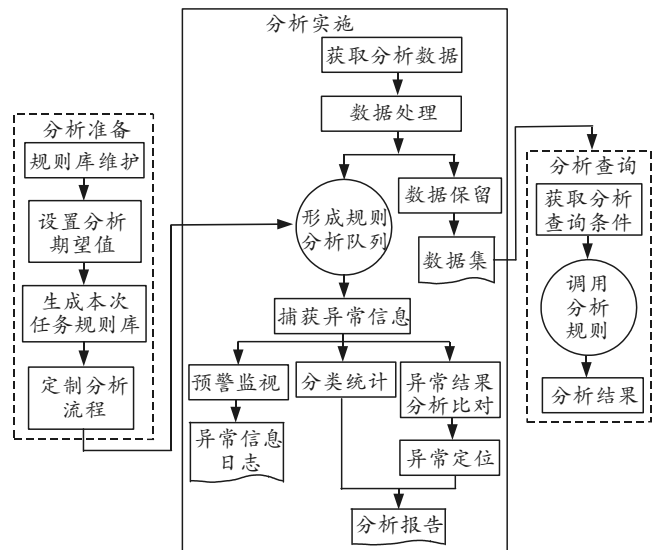 分析准备
规则库维护
设置分析
期望值
生成本次
任务规则库
定制分析
流程
分析实施
获取分析数据
数据处理
形成规则
分析队列
数据保留
数据集
捕获异常信息
预警监视
异常信息
日志
分类统计
异常结果
分析比对
异常定位
分析报告
分析查询
获取分析
查询条件
调用
分析
规则
分析结果